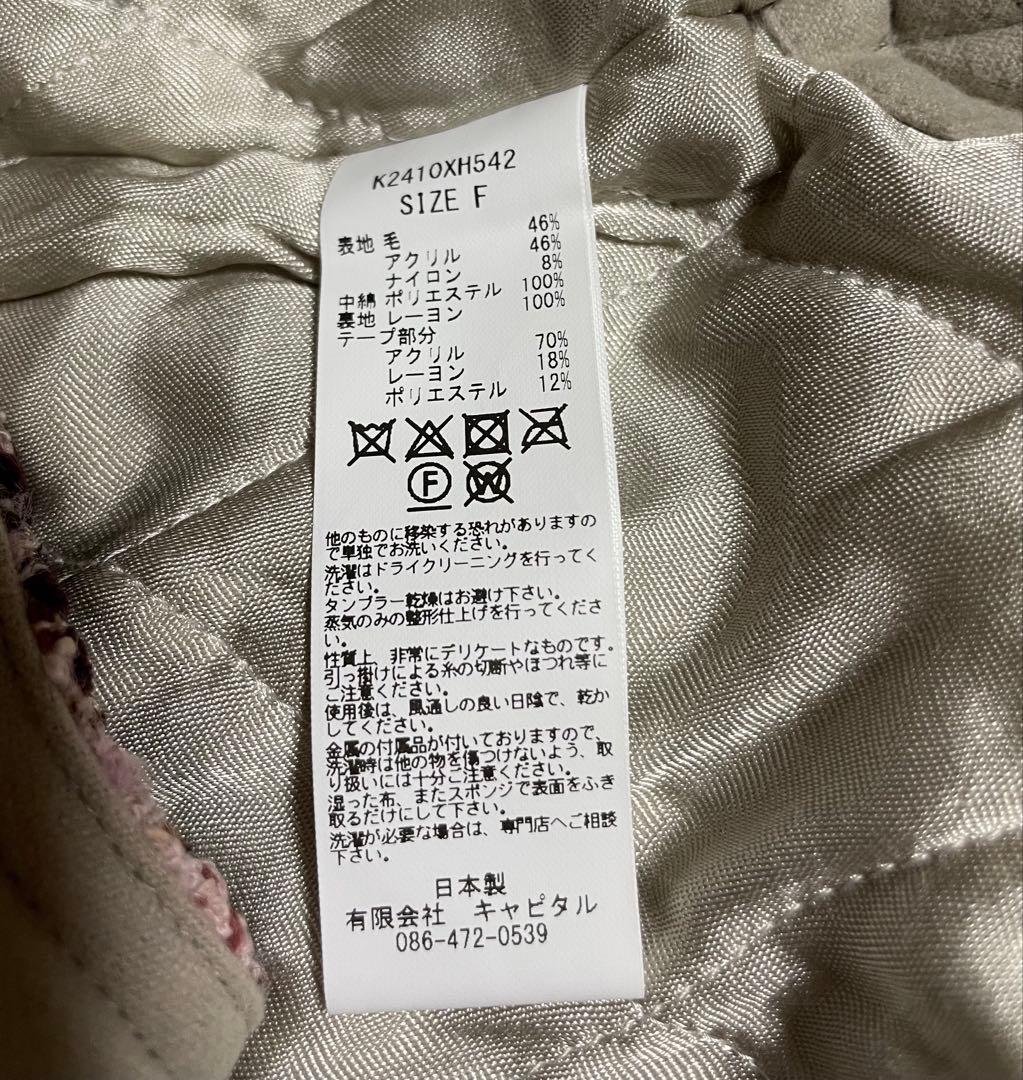 K2410XH542
SIZE F
表地 毛 46%
アクリル 46%
ナイロン 8%
中綿 ポリエステル 100%
裏地 レーヨン 100%
テープ部分
アクリル 70%
レーヨン 18%
ポリエステル 12%
F W
他のものに移染する恐れがありますの
で単独でお洗いください。
洗濯はドライクリーニングを行ってく
ださい。
タンブラー乾燥はお避け下さい。
蒸気のみの整形仕上げを行ってくださ
い。
性質上、非常にデリケートなものです。
引っ掛けによる糸の切断やほつれ等に
ご注意ください。
使用後は、風通しの良い日陰で、乾か
してください。
金属の付属品が付いておりますので、
洗濯時は他の物を傷つけないよう、取
り扱いには十分ご注意ください。
湿った布、またスポンジで表面をふき
取るだけにして下さい。
洗濯が必要な場合は、専門店へご相談
下さい。
日本製
有限会社 キャピタル
086-472-0539